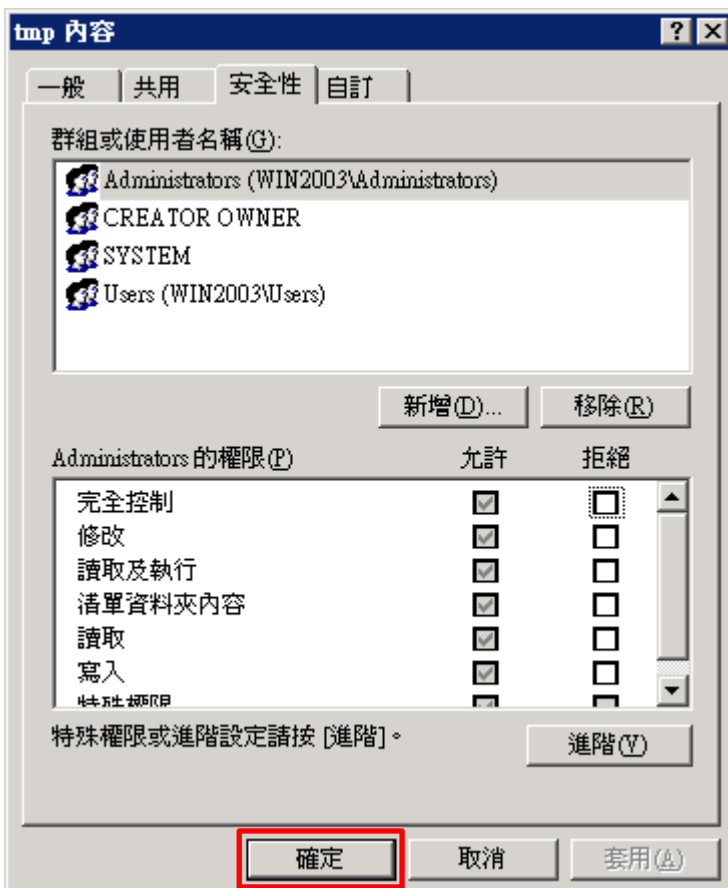 tmp 內容
一般 共用 安全性 自訂
群組或使用者名稱(G):
Administrators (WIN2003\Administrators)
CREATOR OWNER
SYSTEM
Users (WIN2003\Users)
新增(D)... 移除(R)
Administrators 的權限(P) 允許 拒絕
完全控制
修改
讀取及執行
清單資料夾內容
讀取
寫入
特殊權限
特殊權限或進階設定請按 [進階]。 進階(V)
確定 取消 套用(A)